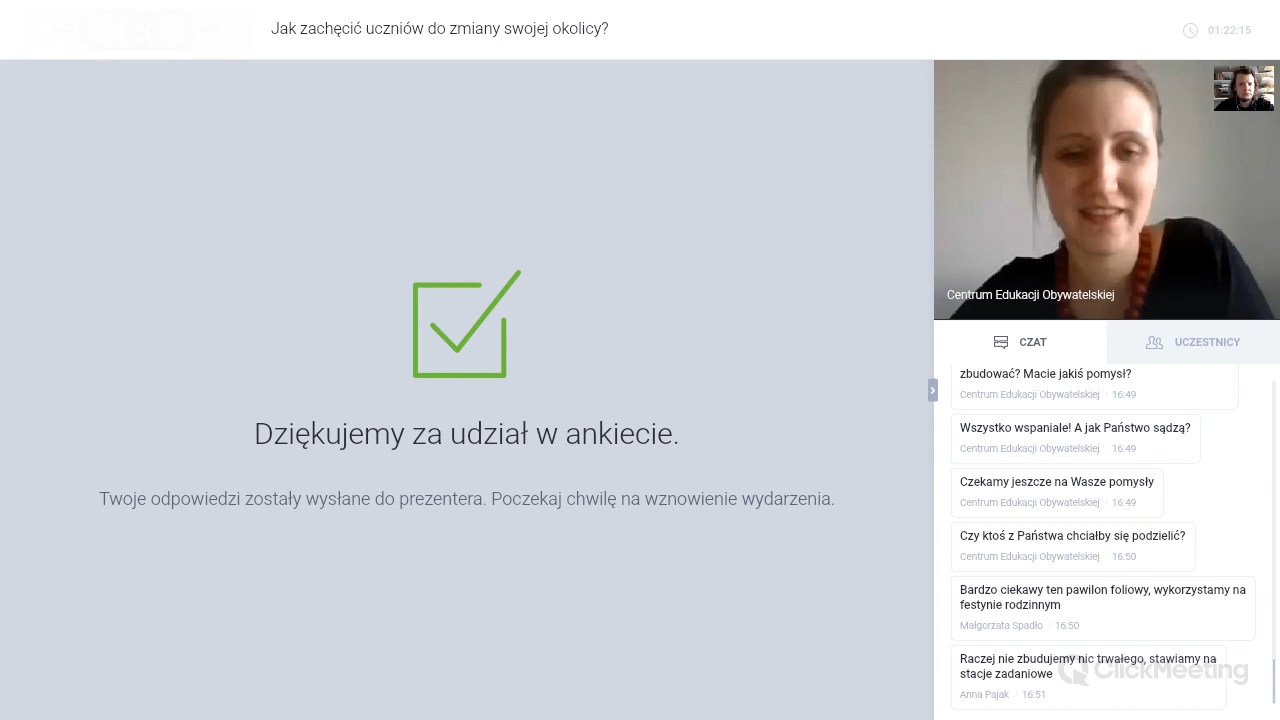 Jak zachęcić uczniów do zmiany swojej okolicy?
01:22:15
Dziękujemy za udział w ankiecie.
Twoje odpowiedzi zostały wysłane do prezentera. Poczekaj chwilę na wznowienie wydarzenia.
Centrum Edukacji Obywatelskiej
CZAT
UCZESTNICY
zbudować? Macie jakiś pomysł?
Centrum Edukacji Obywatelskiej 16:49
Wszystko wspaniale! A jak Państwo sądzą?
Centrum Edukacji Obywatelskiej 16:49
Czekamy jeszcze na Wasze pomysły
Centrum Edukacji Obywatelskiej 16:49
Czy ktoś z Państwa chciałby się podzielić?
Centrum Edukacji Obywatelskiej 16:50
Bardzo ciekawy ten pawilon foliowy, wykorzystamy na
festynie rodzinnym
Małgorzata Spadło 16:50
Raczej nie zbudujemy nic trwałego, stawiamy na
stacje zadaniowe
Anna Pajak 16:51
ClickMeeting